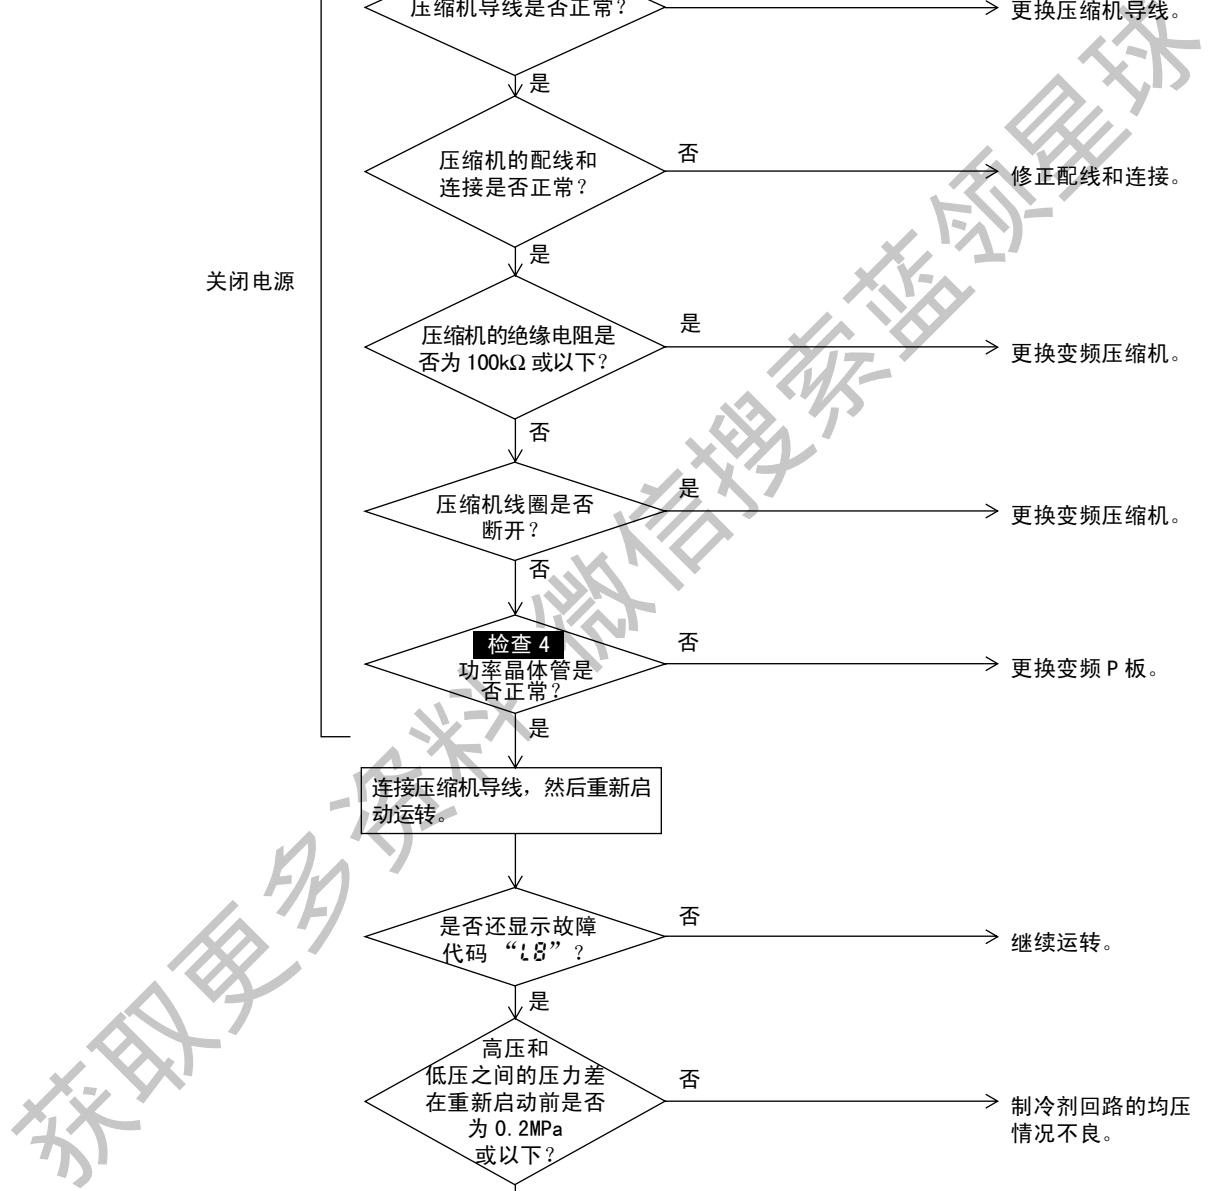 压缩机导线是否正常？
更换压缩机导线。
是
压缩机的配线和
连接是否正常？
否
修正配线和连接。
是
关闭电源
压缩机的绝缘电阻是
否为 100kΩ 或以下？
是
更换变频压缩机。
否
压缩机线圈是否
断开？
是
更换变频压缩机。
否
检查 4
功率晶体管是
否正常？
否
更换变频 P 板。
是
连接压缩机导线，然后重新启
动运转。
是否还显示故障
代码 “L8”？
否
继续运转。
是
高压和
低压之间的压力差
在重新启动前是否
为 0.2MPa
或以下？
否
制冷剂回路的均压
情况不良。
获取更多资料 微信搜索蓝领星球